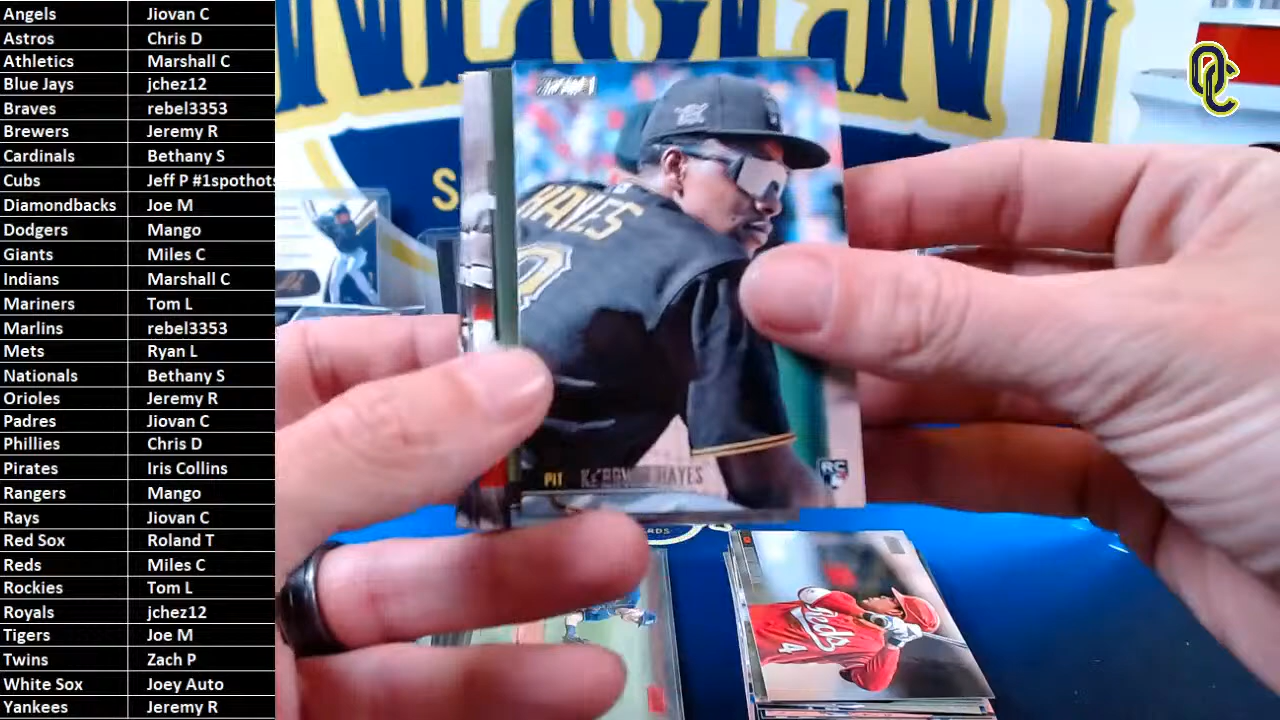 Angels Jiovan C
Astros Chris D
Athletics Marshall C
Blue Jays jchez12
Braves rebel3353
Brewers Jeremy R
Cardinals Bethany S
Cubs Jeff P #1spothots
Diamondbacks Joe M
Dodgers Mango
Giants Miles C
Indians Marshall C
Mariners Tom L
Marlins rebel3353
Mets Ryan L
Nationals Bethany S
Orioles Jeremy R
Padres Jiovan C
Phillies Chris D
Pirates Iris Collins
Rangers Mango
Rays Jiovan C
Red Sox Roland T
Reds Miles C
Rockies Tom L
Royals jchez12
Tigers Joe M
Twins Zach P
White Sox Joey Auto
Yankees Jeremy R
OC
S
HAYES
PIT KE'BRYAN HAYES
RC
Reds
4